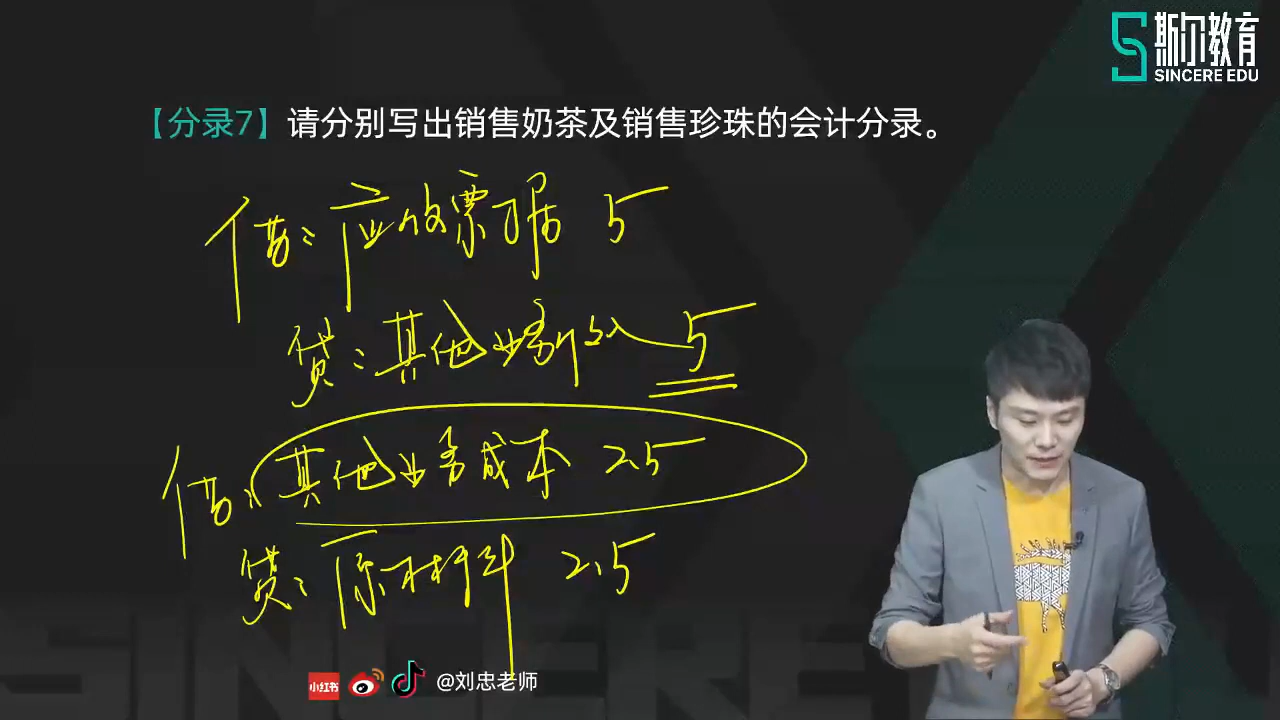 斯尔教育
SINCERE EDU
【分录7】请分别写出销售奶茶及销售珍珠的会计分录。
借：应收票据 5
贷：其他业务收入 5
借：其他业务成本 2.5
贷：原材料 2.5
SINCERE
小红书 @刘忠老师